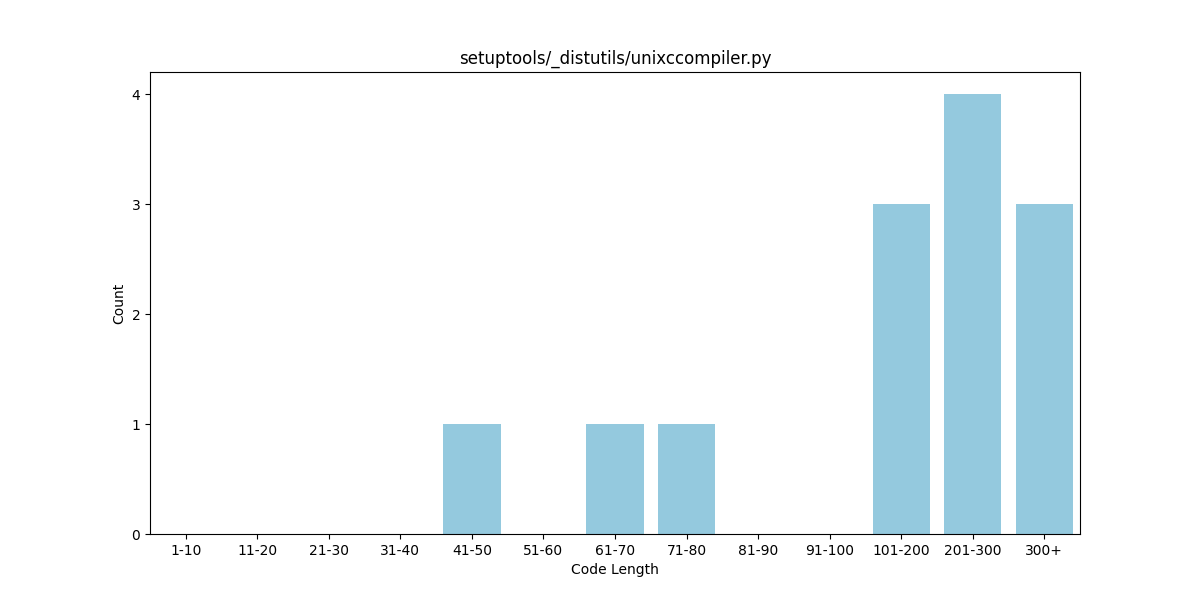 setuptools/_distutils/unixccompiler.py
4
3
2
1
0
Count
1-10 11-20 21-30 31-40 41-50 51-60 61-70 71-80 81-90 91-100 101-200 201-300 300+
Code Length